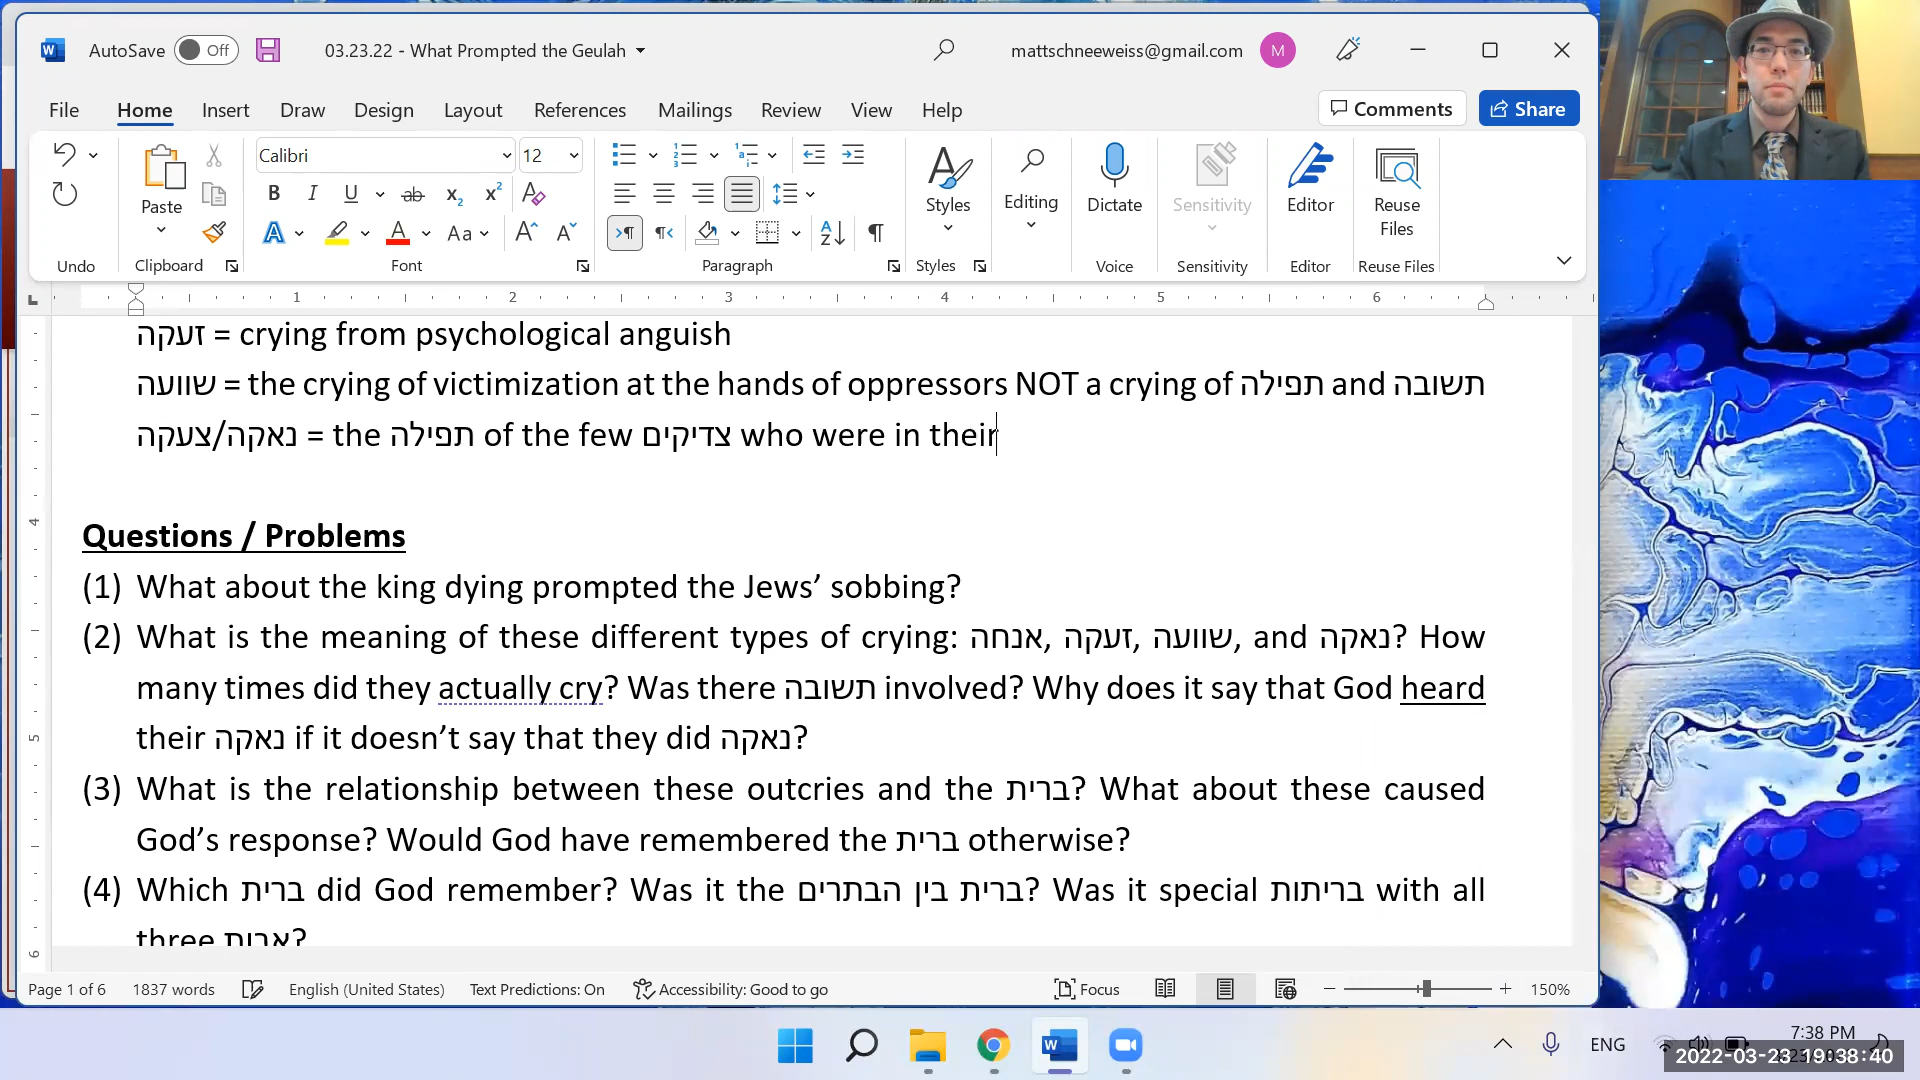 AutoSave Off 03.23.22 - What Prompted the Geulah mattschneeweiss@gmail.com M
File Home Insert Draw Design Layout References Mailings Review View Help Comments Share
Calibri 12
Paste Styles Editing Dictate Sensitivity Editor Reuse Files
Undo Clipboard Font Paragraph Styles Voice Sensitivity Editor Reuse Files
1 2 3 4 5 6
זעקה = crying from psychological anguish
שוועה = the crying of victimization at the hands of oppressors NOT a crying of תפילה and תשובה
נאקה/צעקה = the תפילה of the few צדיקים who were in their
Questions / Problems
(1) What about the king dying prompted the Jews’ sobbing?
(2) What is the meaning of these different types of crying: אנחה, זעקה, שוועה, and נאקה? How
many times did they actually cry? Was there תשובה involved? Why does it say that God heard
their נאקה if it doesn’t say that they did נאקה?
(3) What is the relationship between these outcries and the ברית? What about these caused
God’s response? Would God have remembered the ברית otherwise?
(4) Which ברית did God remember? Was it the ברית בין הבתרים? Was it special בריתות with all
three אבות?
Page 1 of 6 1837 words English (United States) Text Predictions: On Accessibility: Good to go Focus 150%
ENG 7:38 PM
2022-03-23 19:38:40